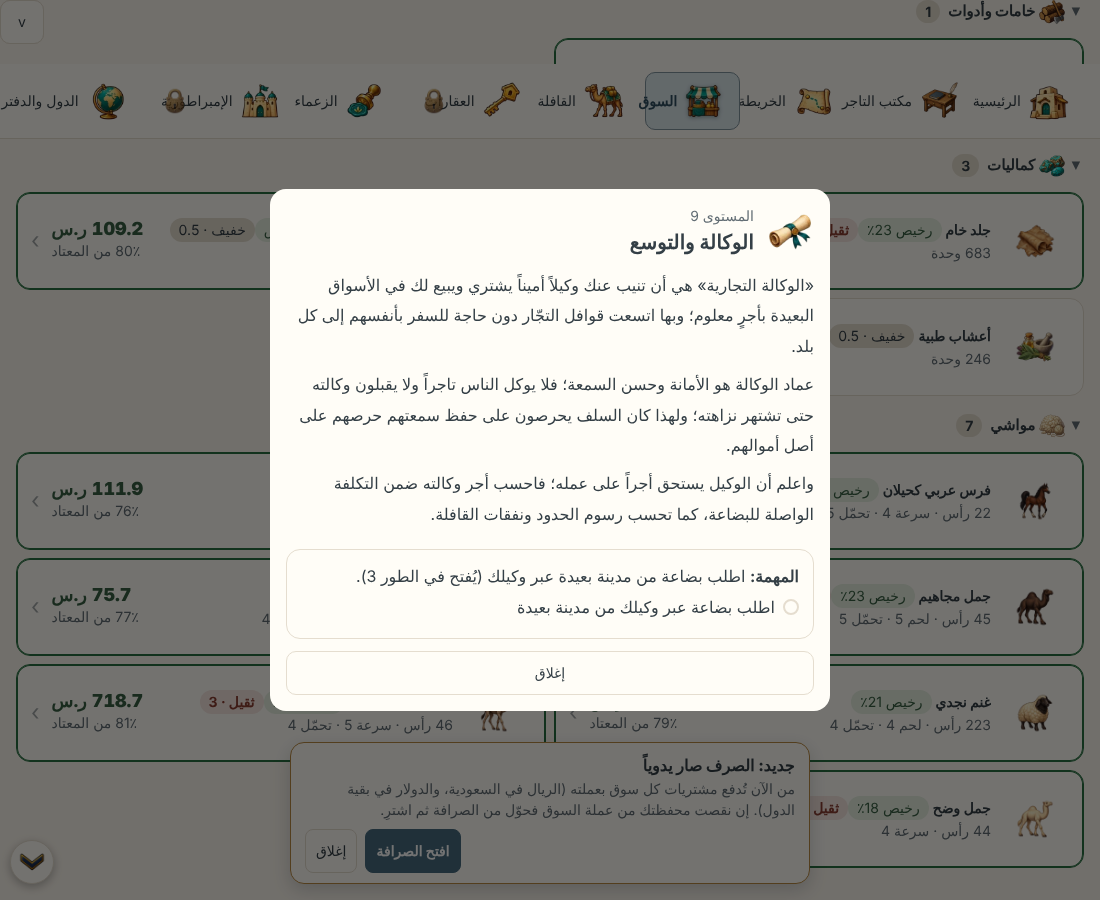 خامات وأدوات 1
v
الرئيسية
مكتب التاجر
الخريطة
السوق
القافلة
العقار
الزعماء
الدول والدفتر
كماليات 3
جلد خام رخيص 23٪
683 وحدة
خفيف · 0.5
109.2 ر.س
80٪ من المعتاد
أعشاب طبية خفيف · 0.5
246 وحدة
مواشي 7
فرس عربي كحيلان رخيص
22 رأس · سرعة 4 · تحمّل 5
111.9 ر.س
76٪ من المعتاد
جمل مجاهيم رخيص 23٪
45 رأس · لحم 5 · تحمّل 5
75.7 ر.س
77٪ من المعتاد
4
غنم نجدي رخيص 21٪
223 رأس · لحم 4 · تحمّل 4
79٪ من المعتاد
ثقيل · 3
46 رأس · سرعة 5 · تحمّل 4
718.7 ر.س
81٪ من المعتاد
جمل وضح رخيص 18٪ ثقيل
44 رأس · سرعة 4
المستوى 9
الوكالة والتوسع
«الوكالة التجارية» هي أن تنيب عنك وكيلاً أميناً يشتري ويبيع لك في الأسواق
البعيدة بأجرٍ معلوم؛ وبها اتسعت قوافل التجّار دون حاجة للسفر بأنفسهم إلى كل
بلد.
عماد الوكالة هو الأمانة وحسن السمعة؛ فلا يوكل الناس تاجراً ولا يقبلون وكالته
حتى تشتهر نزاهته؛ ولهذا كان السلف يحرصون على حفظ سمعتهم حرصهم على
أصل أموالهم.
واعلم أن الوكيل يستحق أجراً على عمله؛ فاحسب أجر وكالته ضمن التكلفة
الواصلة للبضاعة، كما تحسب رسوم الحدود ونفقات القافلة.
المهمة: اطلب بضاعة من مدينة بعيدة عبر وكيلك (يُفتح في الطور 3).
اطلب بضاعة عبر وكيلك من مدينة بعيدة
إغلاق
جديد: الصرف صار يدوياً
من الآن تُدفع مشتريات كل سوق بعملته (الريال في السعودية، والدولار في بقية
الدول). إن نقصت محفظتك من عملة السوق فحوّل من الصرافة ثم اشترِ.
افتح الصرافة
إغلاق